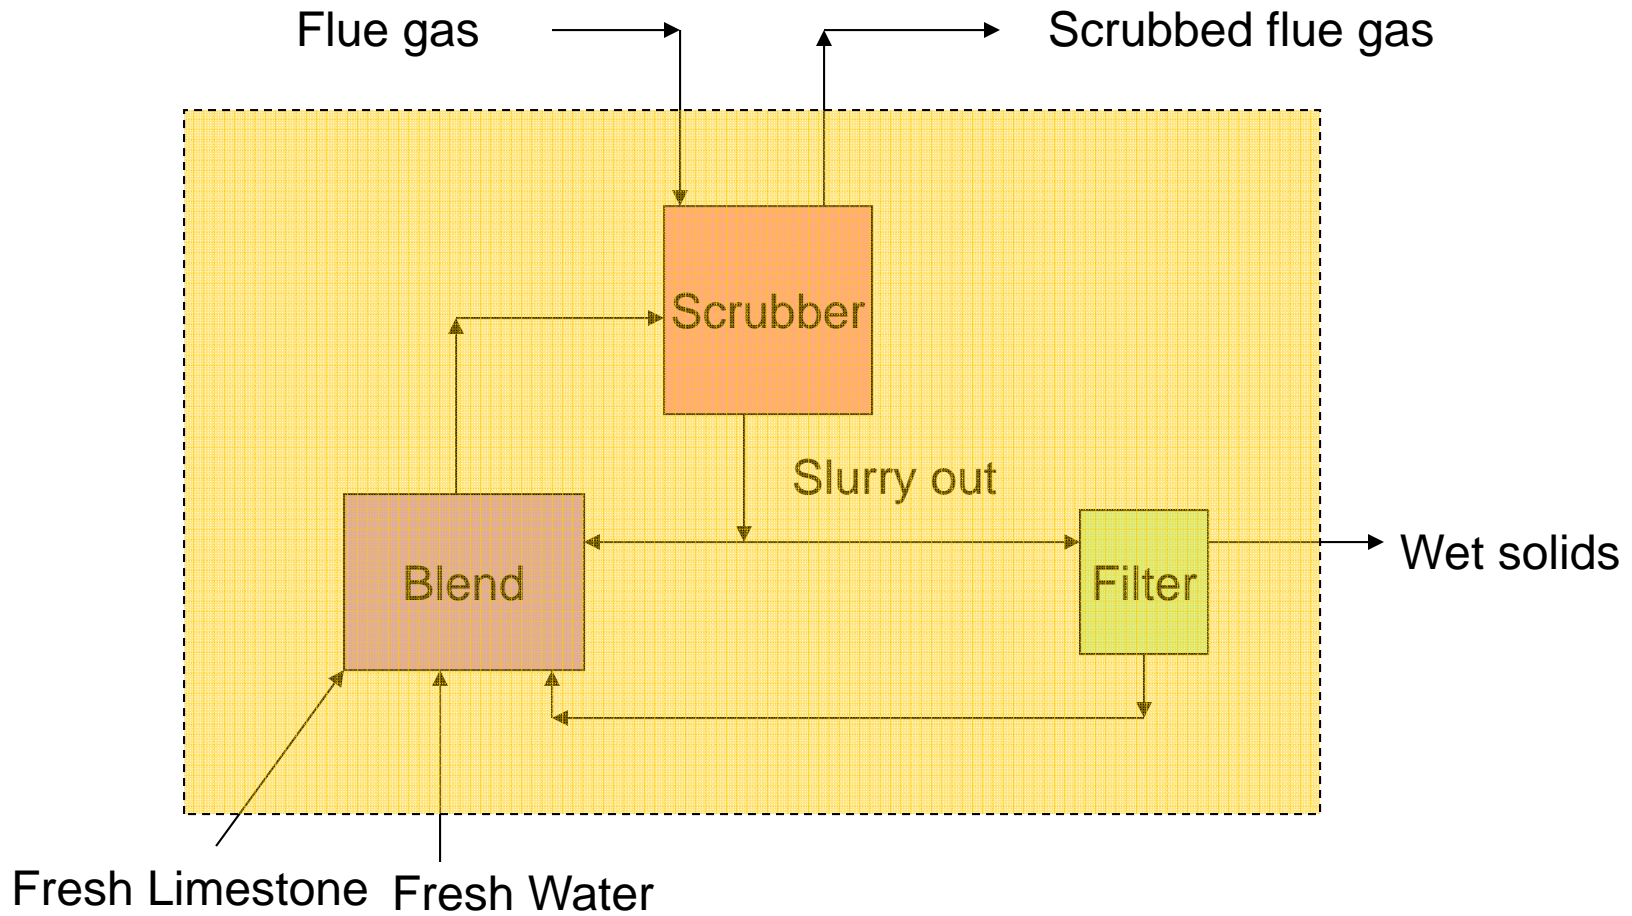 Flue gas
Scrubbed flue gas
Scrubber
Slurry out
Blend
Filter
Wet solids
Fresh Limestone
Fresh Water